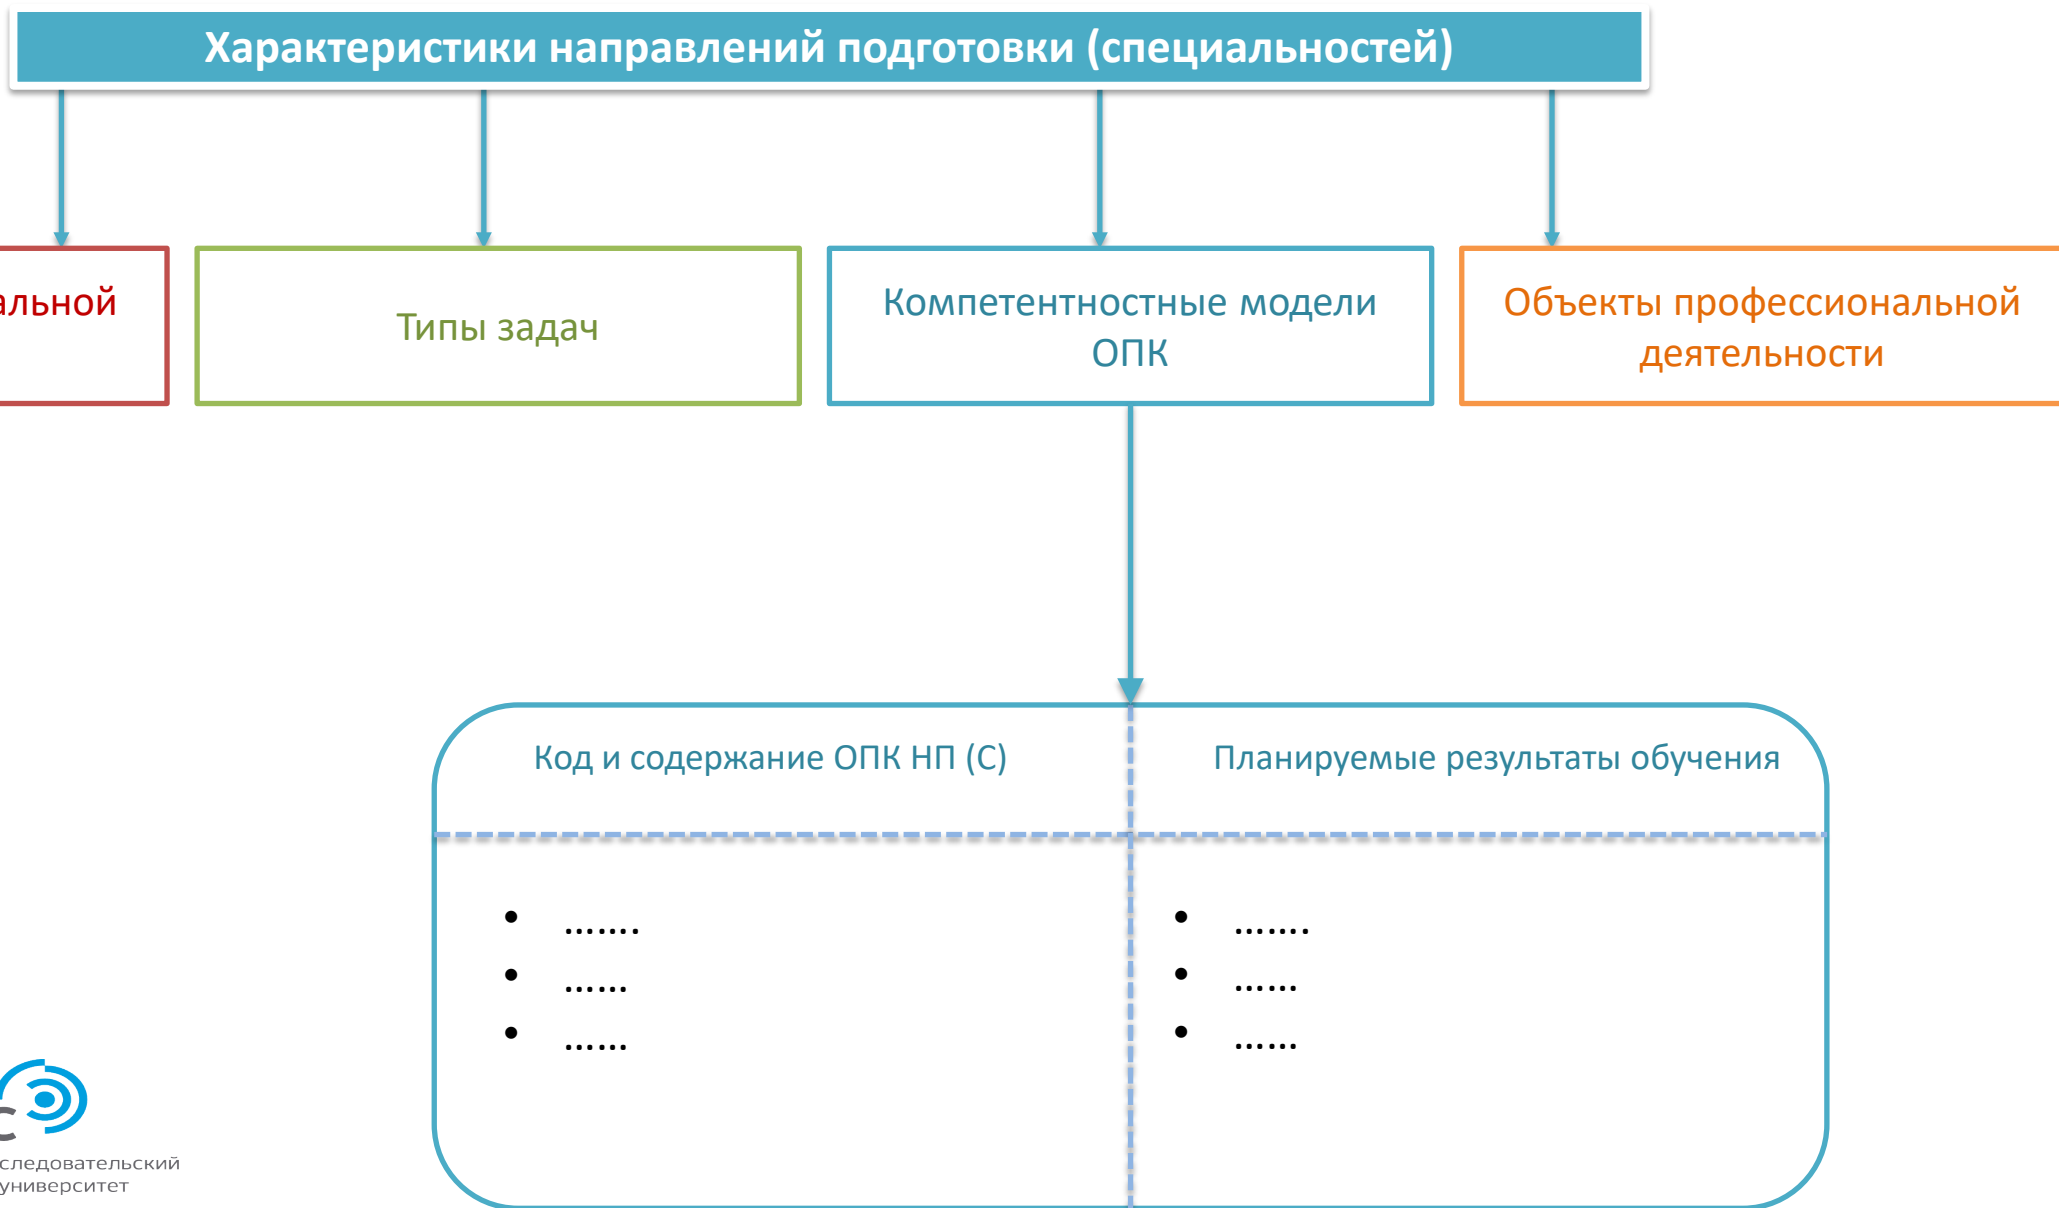 Характеристики направлений подготовки (специальностей)
альной
Типы задач
Компетентностные модели
ОПК
Объекты профессиональной
деятельности
Код и содержание ОПК НП (С)
Планируемые результаты обучения
• …….
• ……
• ……
• …….
• ……
• ……
следовательский
университет